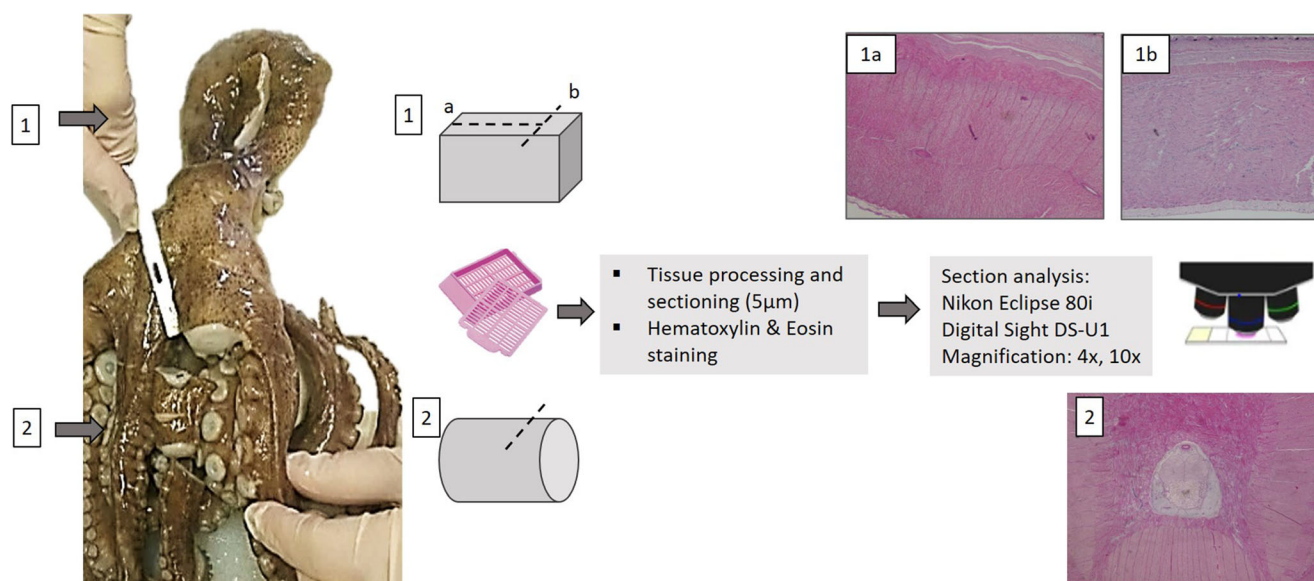 1
2
1
a
b
2
▪ Tissue processing and
sectioning (5µm)
▪ Hematoxylin & Eosin
staining
Section analysis:
Nikon Eclipse 80i
Digital Sight DS-U1
Magnification: 4x, 10x
1a
1b
2